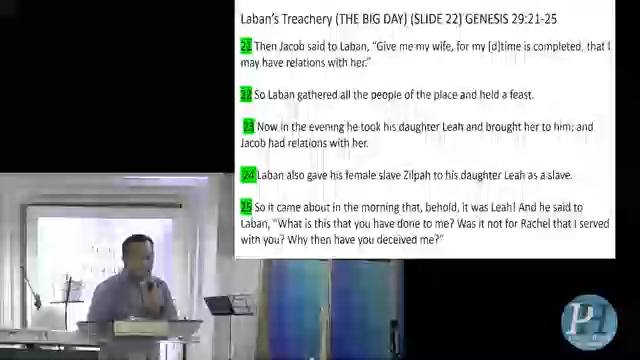 Laban's Treachery (THE BIG DAY) (SLIDE 22) GENESIS 29:21-25
21 Then Jacob said to Laban, "Give me my wife, for my [d]time is completed, that I
may have relations with her."
22 So Laban gathered all the people of the place and held a feast.
23 Now in the evening he took his daughter Leah and brought her to him; and
Jacob had relations with her.
24 Laban also gave his female slave Zilpah to his daughter Leah as a slave.
25 So it came about in the morning that, behold, it was Leah! And he said to
Laban, "What is this that you have done to me? Was it not for Rachel that I served
with you? Why then have you deceived me?"